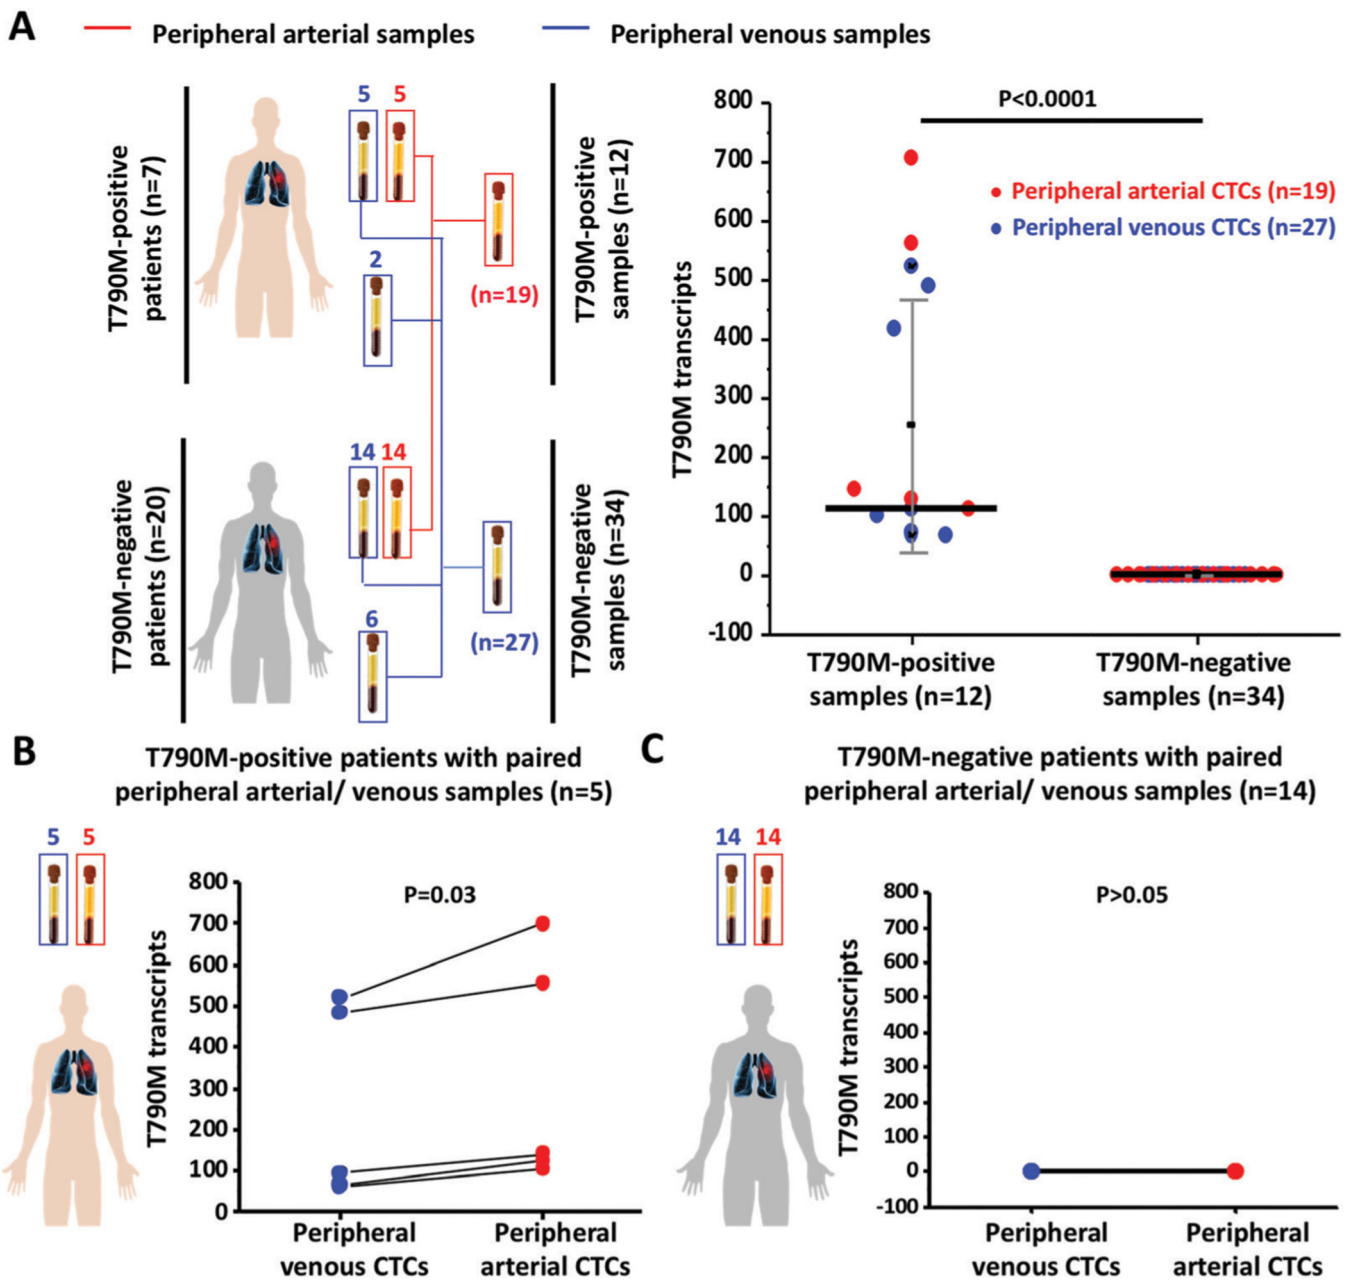 A
Peripheral arterial samples
Peripheral venous samples
T790M-positive
patients (n=7)
5
5
2
(n=19)
T790M-positive
samples (n=12)
T790M-negative
patients (n=20)
14
14
6
(n=27)
T790M-negative
samples (n=34)
T790M transcripts
800
700
600
500
400
300
200
100
0
-100
P<0.0001
Peripheral arterial CTCs (n=19)
Peripheral venous CTCs (n=27)
T790M-positive
samples (n=12)
T790M-negative
samples (n=34)
B
T790M-positive patients with paired
peripheral arterial/ venous samples (n=5)
5
5
T790M transcripts
800
700
600
500
400
300
200
100
0
P=0.03
Peripheral
venous CTCs
Peripheral
arterial CTCs
C
T790M-negative patients with paired
peripheral arterial/ venous samples (n=14)
14
14
T790M transcripts
800
700
600
500
400
300
200
100
0
-100
P>0.05
Peripheral
venous CTCs
Peripheral
arterial CTCs